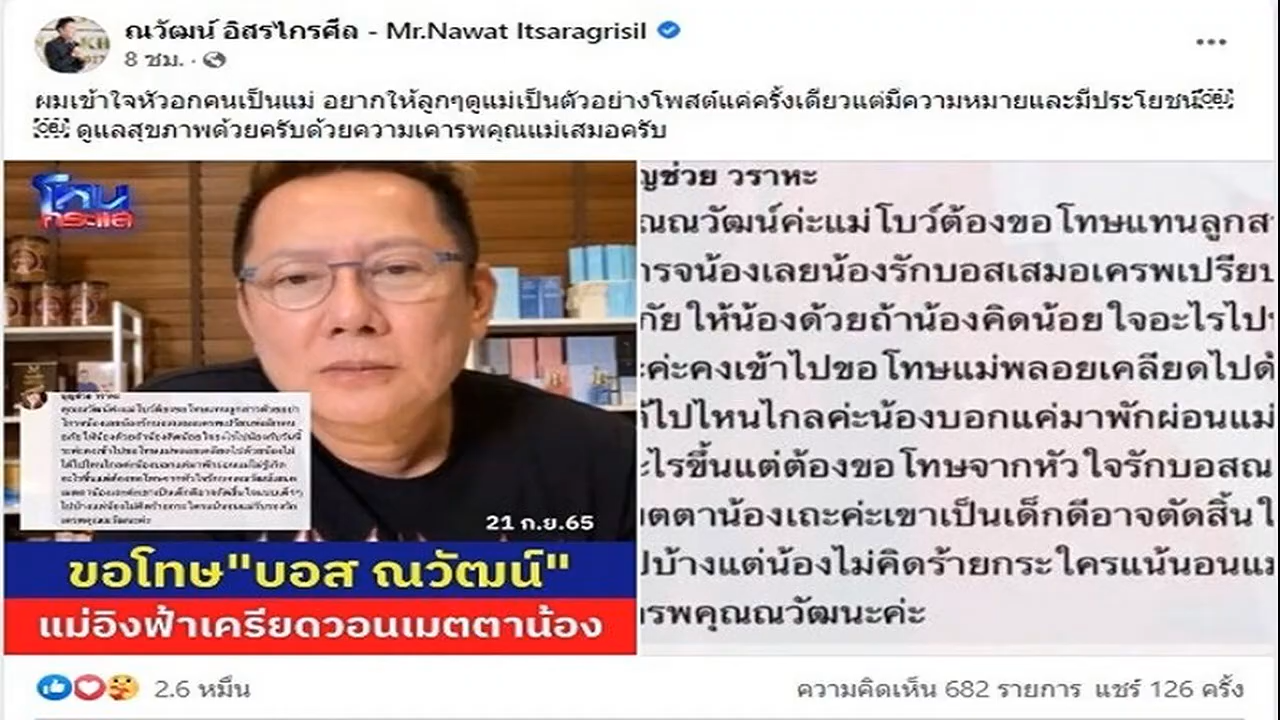 ณวัฒน์ อิสรไกรศีล - Mr.Nawat Itsaragrisil
8 ชม. ·
ผมเข้าใจหัวอกคนเป็นแม่ อยากให้ลูกๆดูแม่เป็นตัวอย่างโพสต์แค่ครั้งเดียวแต่มีความหมายและมีประโยชน์
ดูแลสุขภาพด้วยครับด้วยความเคารพคุณแม่เสมอครับ
โหนกระแส
21 ก.ย.65
ขอโทษ"บอส ณวัฒน์"
แม่อิงฟ้าเครียดวอนเมตตาน้อง
ญช่วย วราหะ
ณณวัฒน์ค่ะแม่โบว์ต้องขอโทษแทนลูกส
ารจน้องเลยน้องรักบอสเสมอเครพเปรียบ
ภัยให้น้องด้วยถ้าน้องคิดน้อยใจอะไรไป
ะค่ะคงเข้าไปขอโทษแม่พลอยเคลียดไปด้
ด้ไปไหนไกลค่ะน้องบอกแค่มาพักผ่อนแม่
ะไรขึ้นแต่ต้องขอโทษจากหัวใจรักบอสณ
มตตาน้องเถะค่ะเขาเป็นเด็กดีอาจตัดสิ้นใ
ปบ้างแต่น้องไม่คิดร้ายกระใครแน้นอนแม
ารพคุณณวัฒนะค่ะ
2.6 หมื่น
ความคิดเห็น 682 รายการ แชร์ 126 ครั้ง